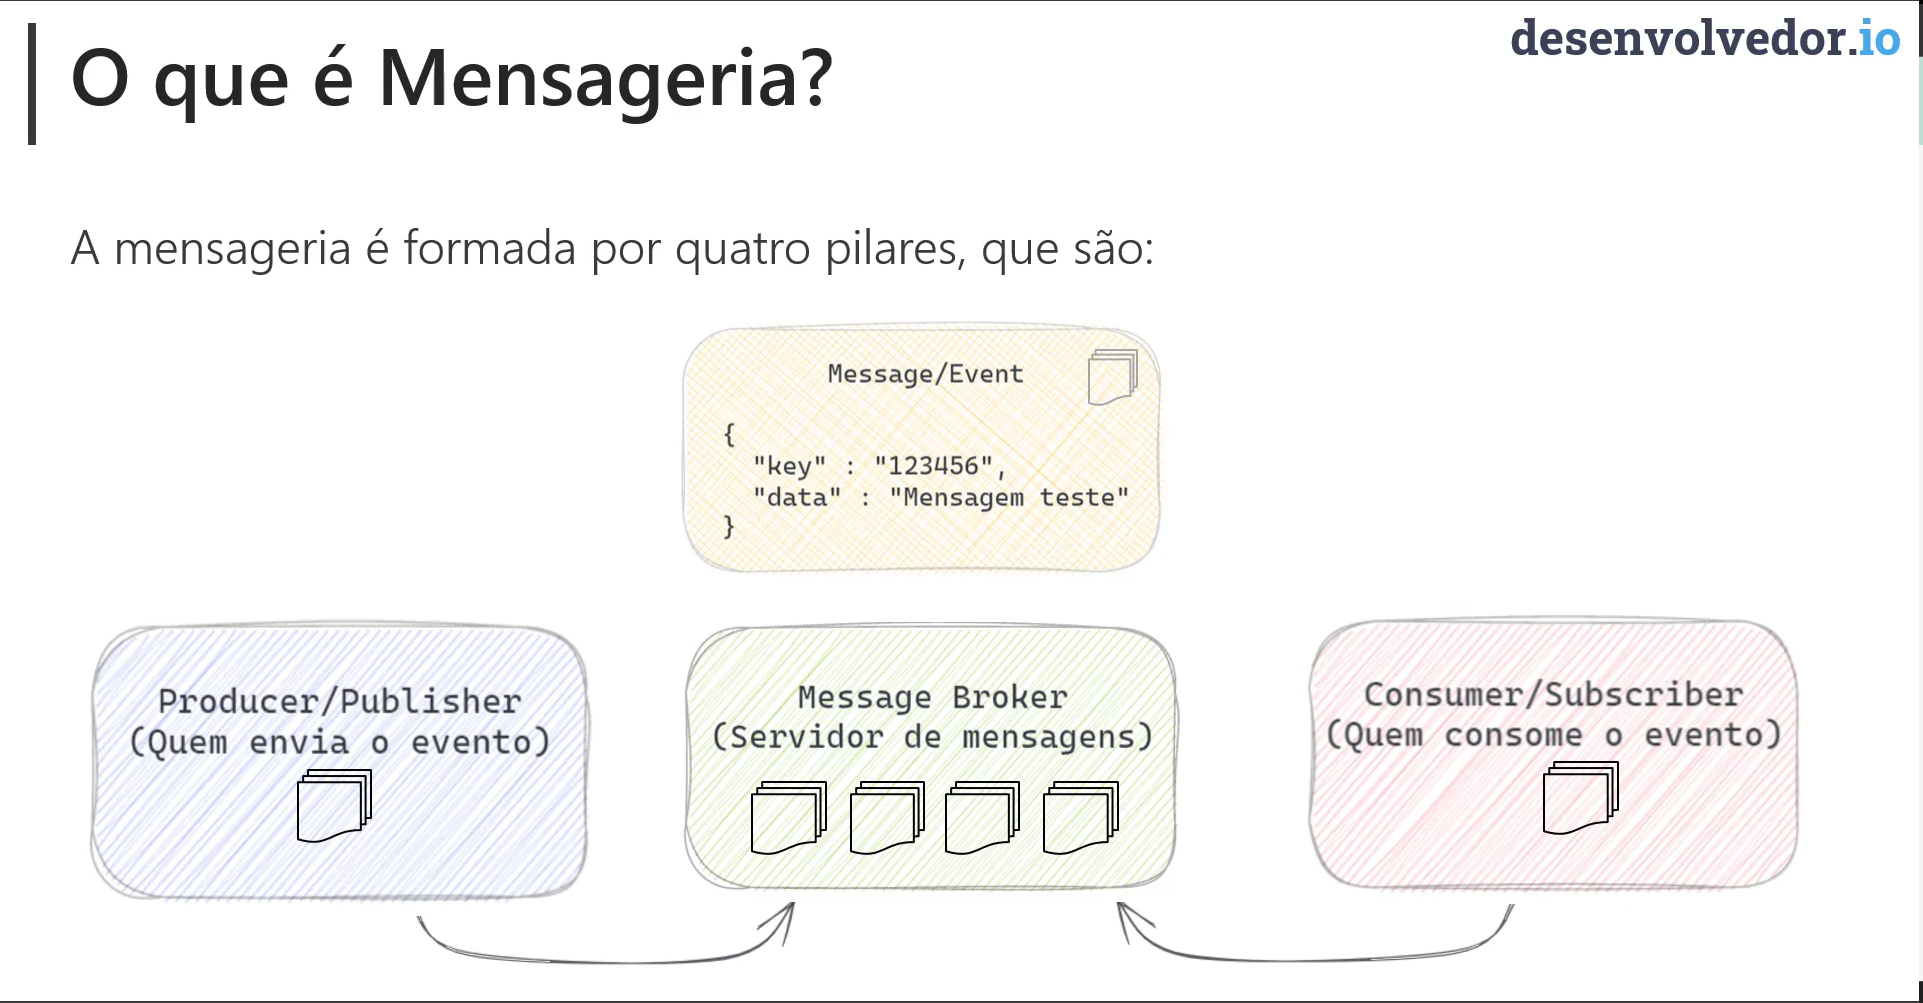 desenvolvedor.io
O que é Mensageria?
A mensageria é formada por quatro pilares, que são:
Message/Event
{
"key" : "123456",
"data" : "Mensagem teste"
}
Producer/Publisher
(Quem envia o evento)
Message Broker
(Servidor de mensagens)
Consumer/Subscriber
(Quem consome o evento)